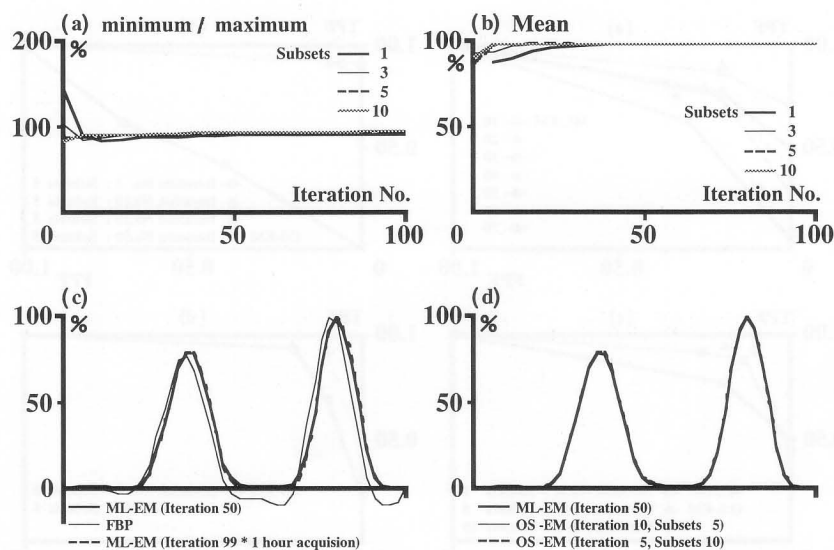 (a) minimum / maximum
200
%
Subsets 1
3
5
10
100
Iteration No.
0
50
100
(b) Mean
100
%
50
Subsets 1
3
5
10
Iteration No.
0
50
100
(c)
100
%
50
0
ML-EM (Iteration 50)
FBP
ML-EM (Iteration 99 * 1 hour acquision)
(d)
100
%
50
0
ML-EM (Iteration 50)
OS -EM (Iteration 10, Subsets 5)
OS -EM (Iteration 5, Subsets 10)